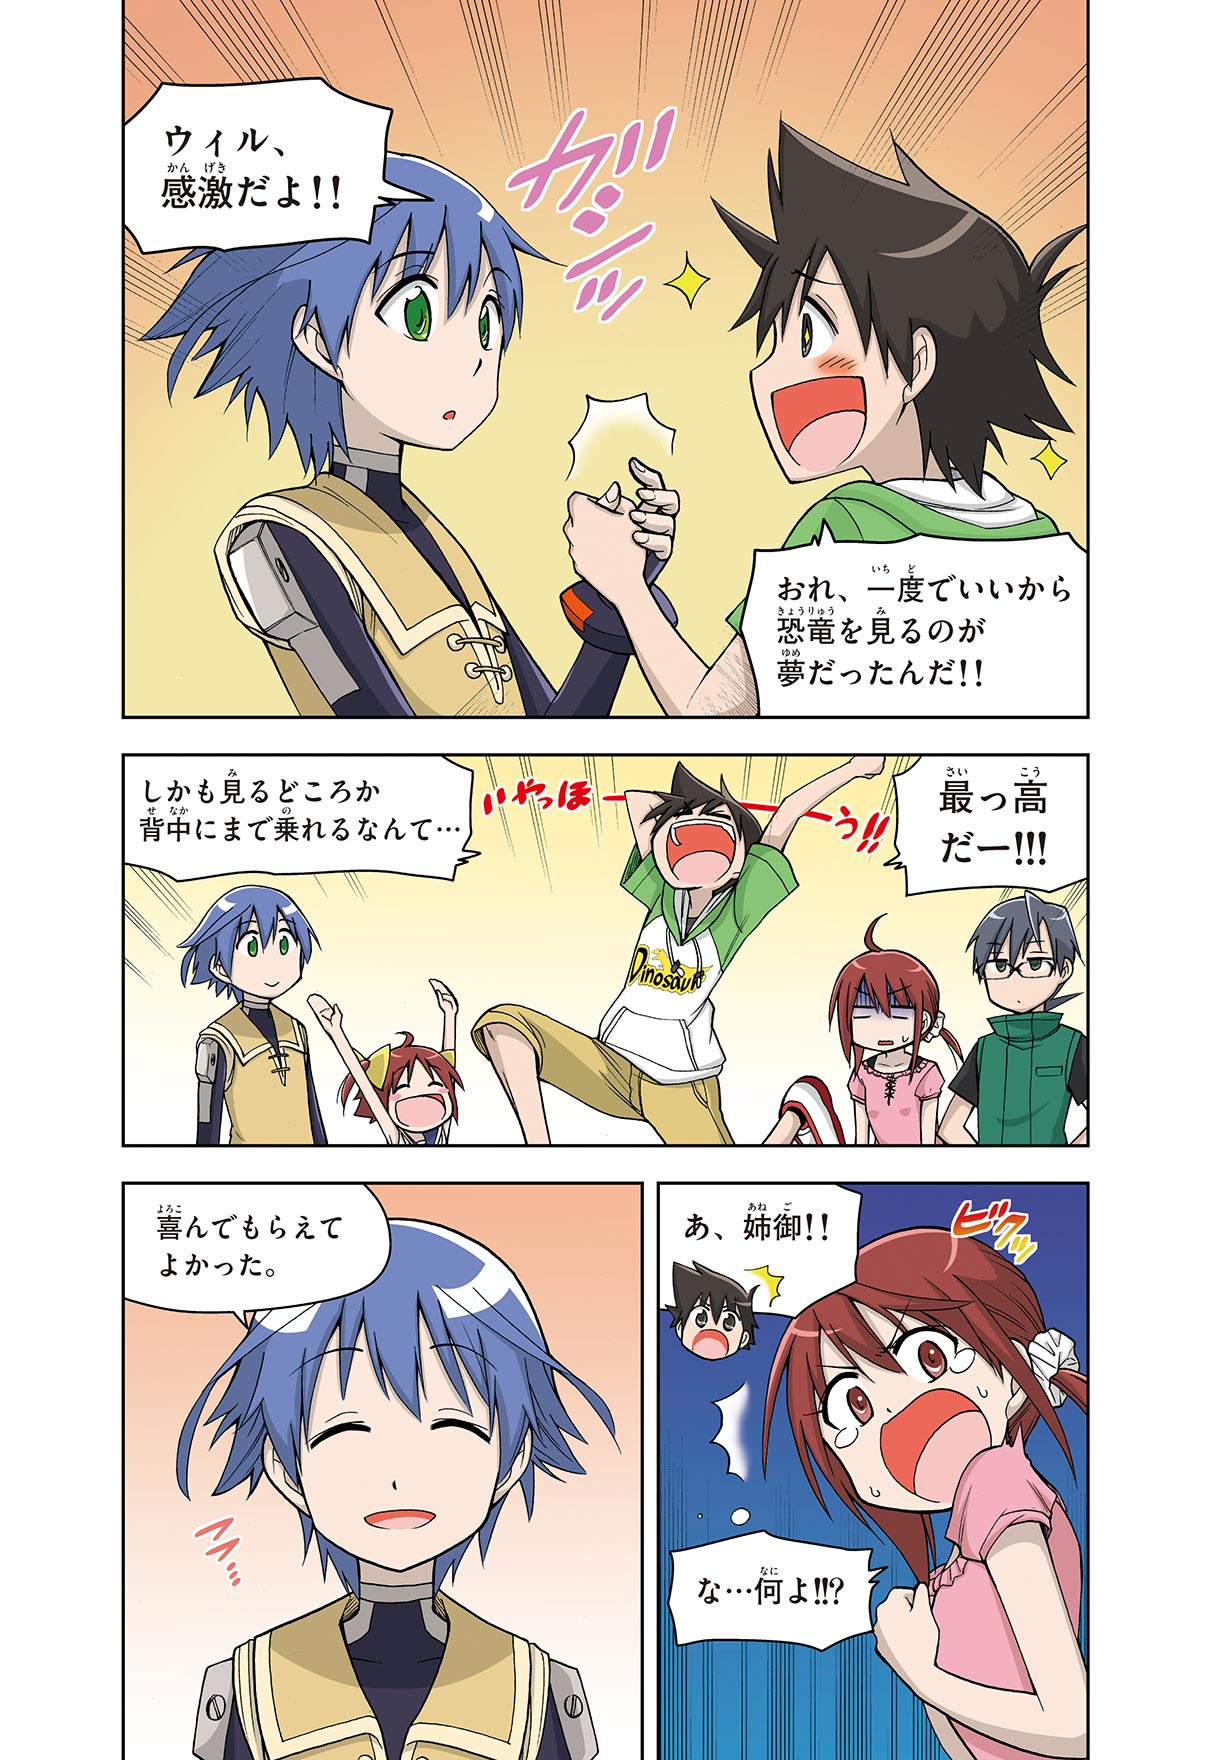 ウィル、
感激だよ!!
ガシッ
おれ、一度でいいから
恐竜を見るのが
夢だったんだ!!
しかも見るどころか
背中にまで乗れるなんて…
いやっほーーぅ!!
最っ高
だー!!!
Dinosaur
喜んでもらえて
よかった。
あ、姉御!!
ビクッ
な…何よ!!?